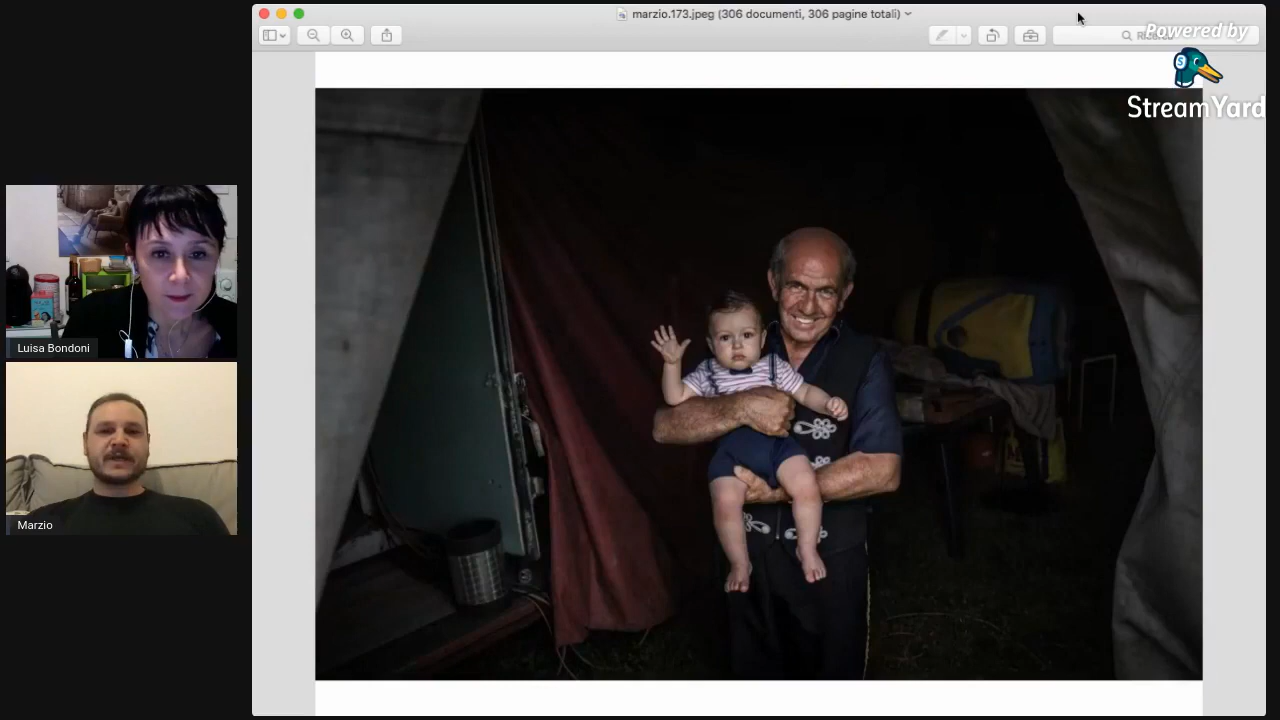 marzio.173.jpeg (306 documenti, 306 pagine totali)
Powered by
StreamYard
Luisa Bondoni
Marzio